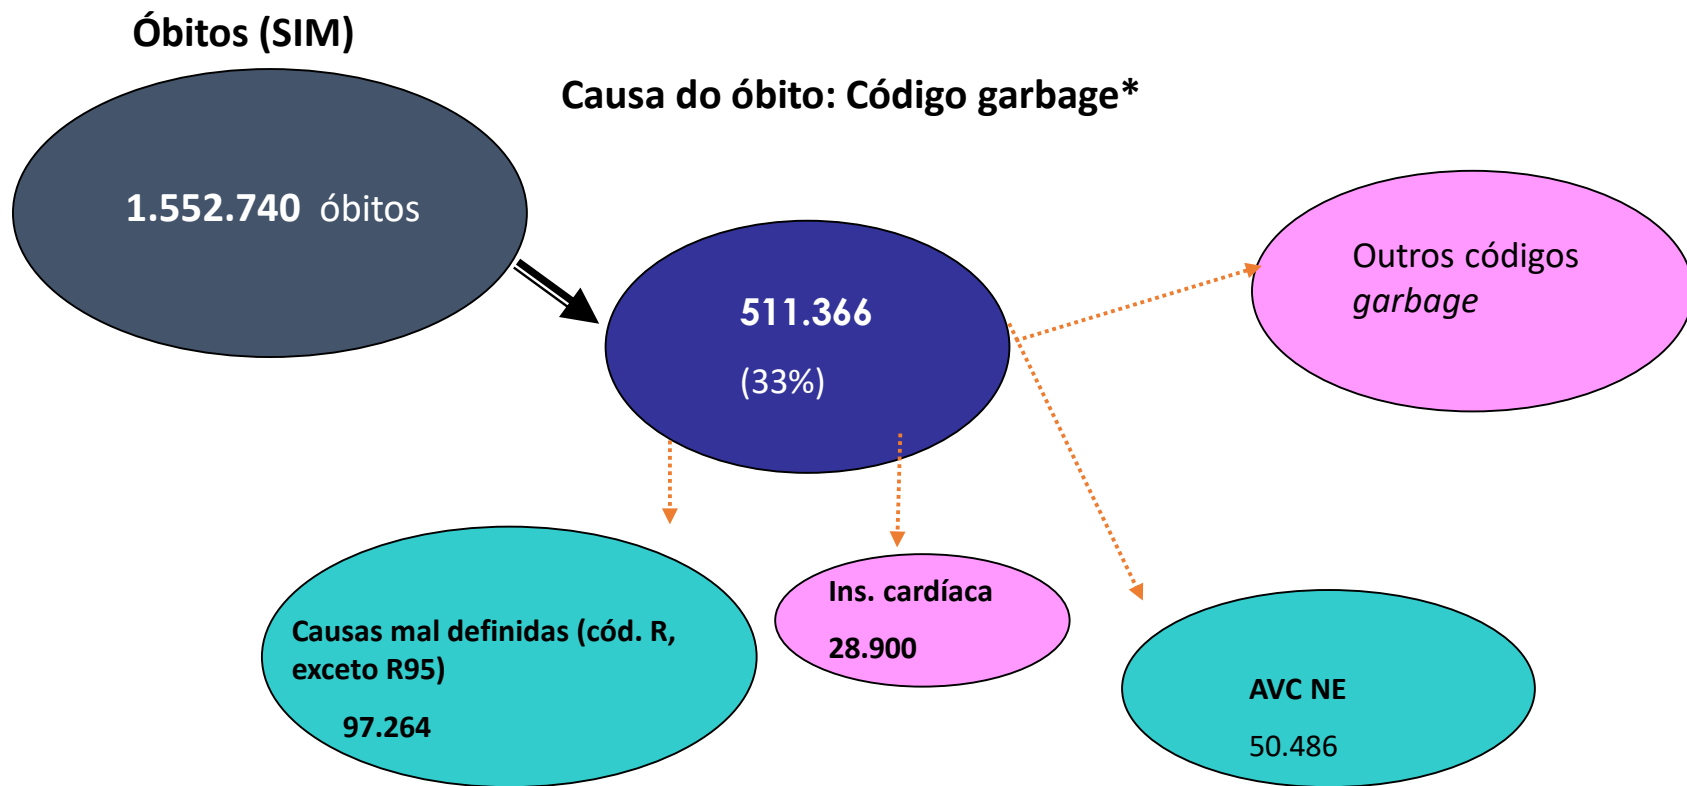 Óbitos (SIM)
Causa do óbito: Código garbage*
1.552.740 óbitos
511.366
(33%)
Outros códigos
garbage
Causas mal definidas (cód. R,
exceto R95)
97.264
Ins. cardíaca
28.900
AVC NE
50.486